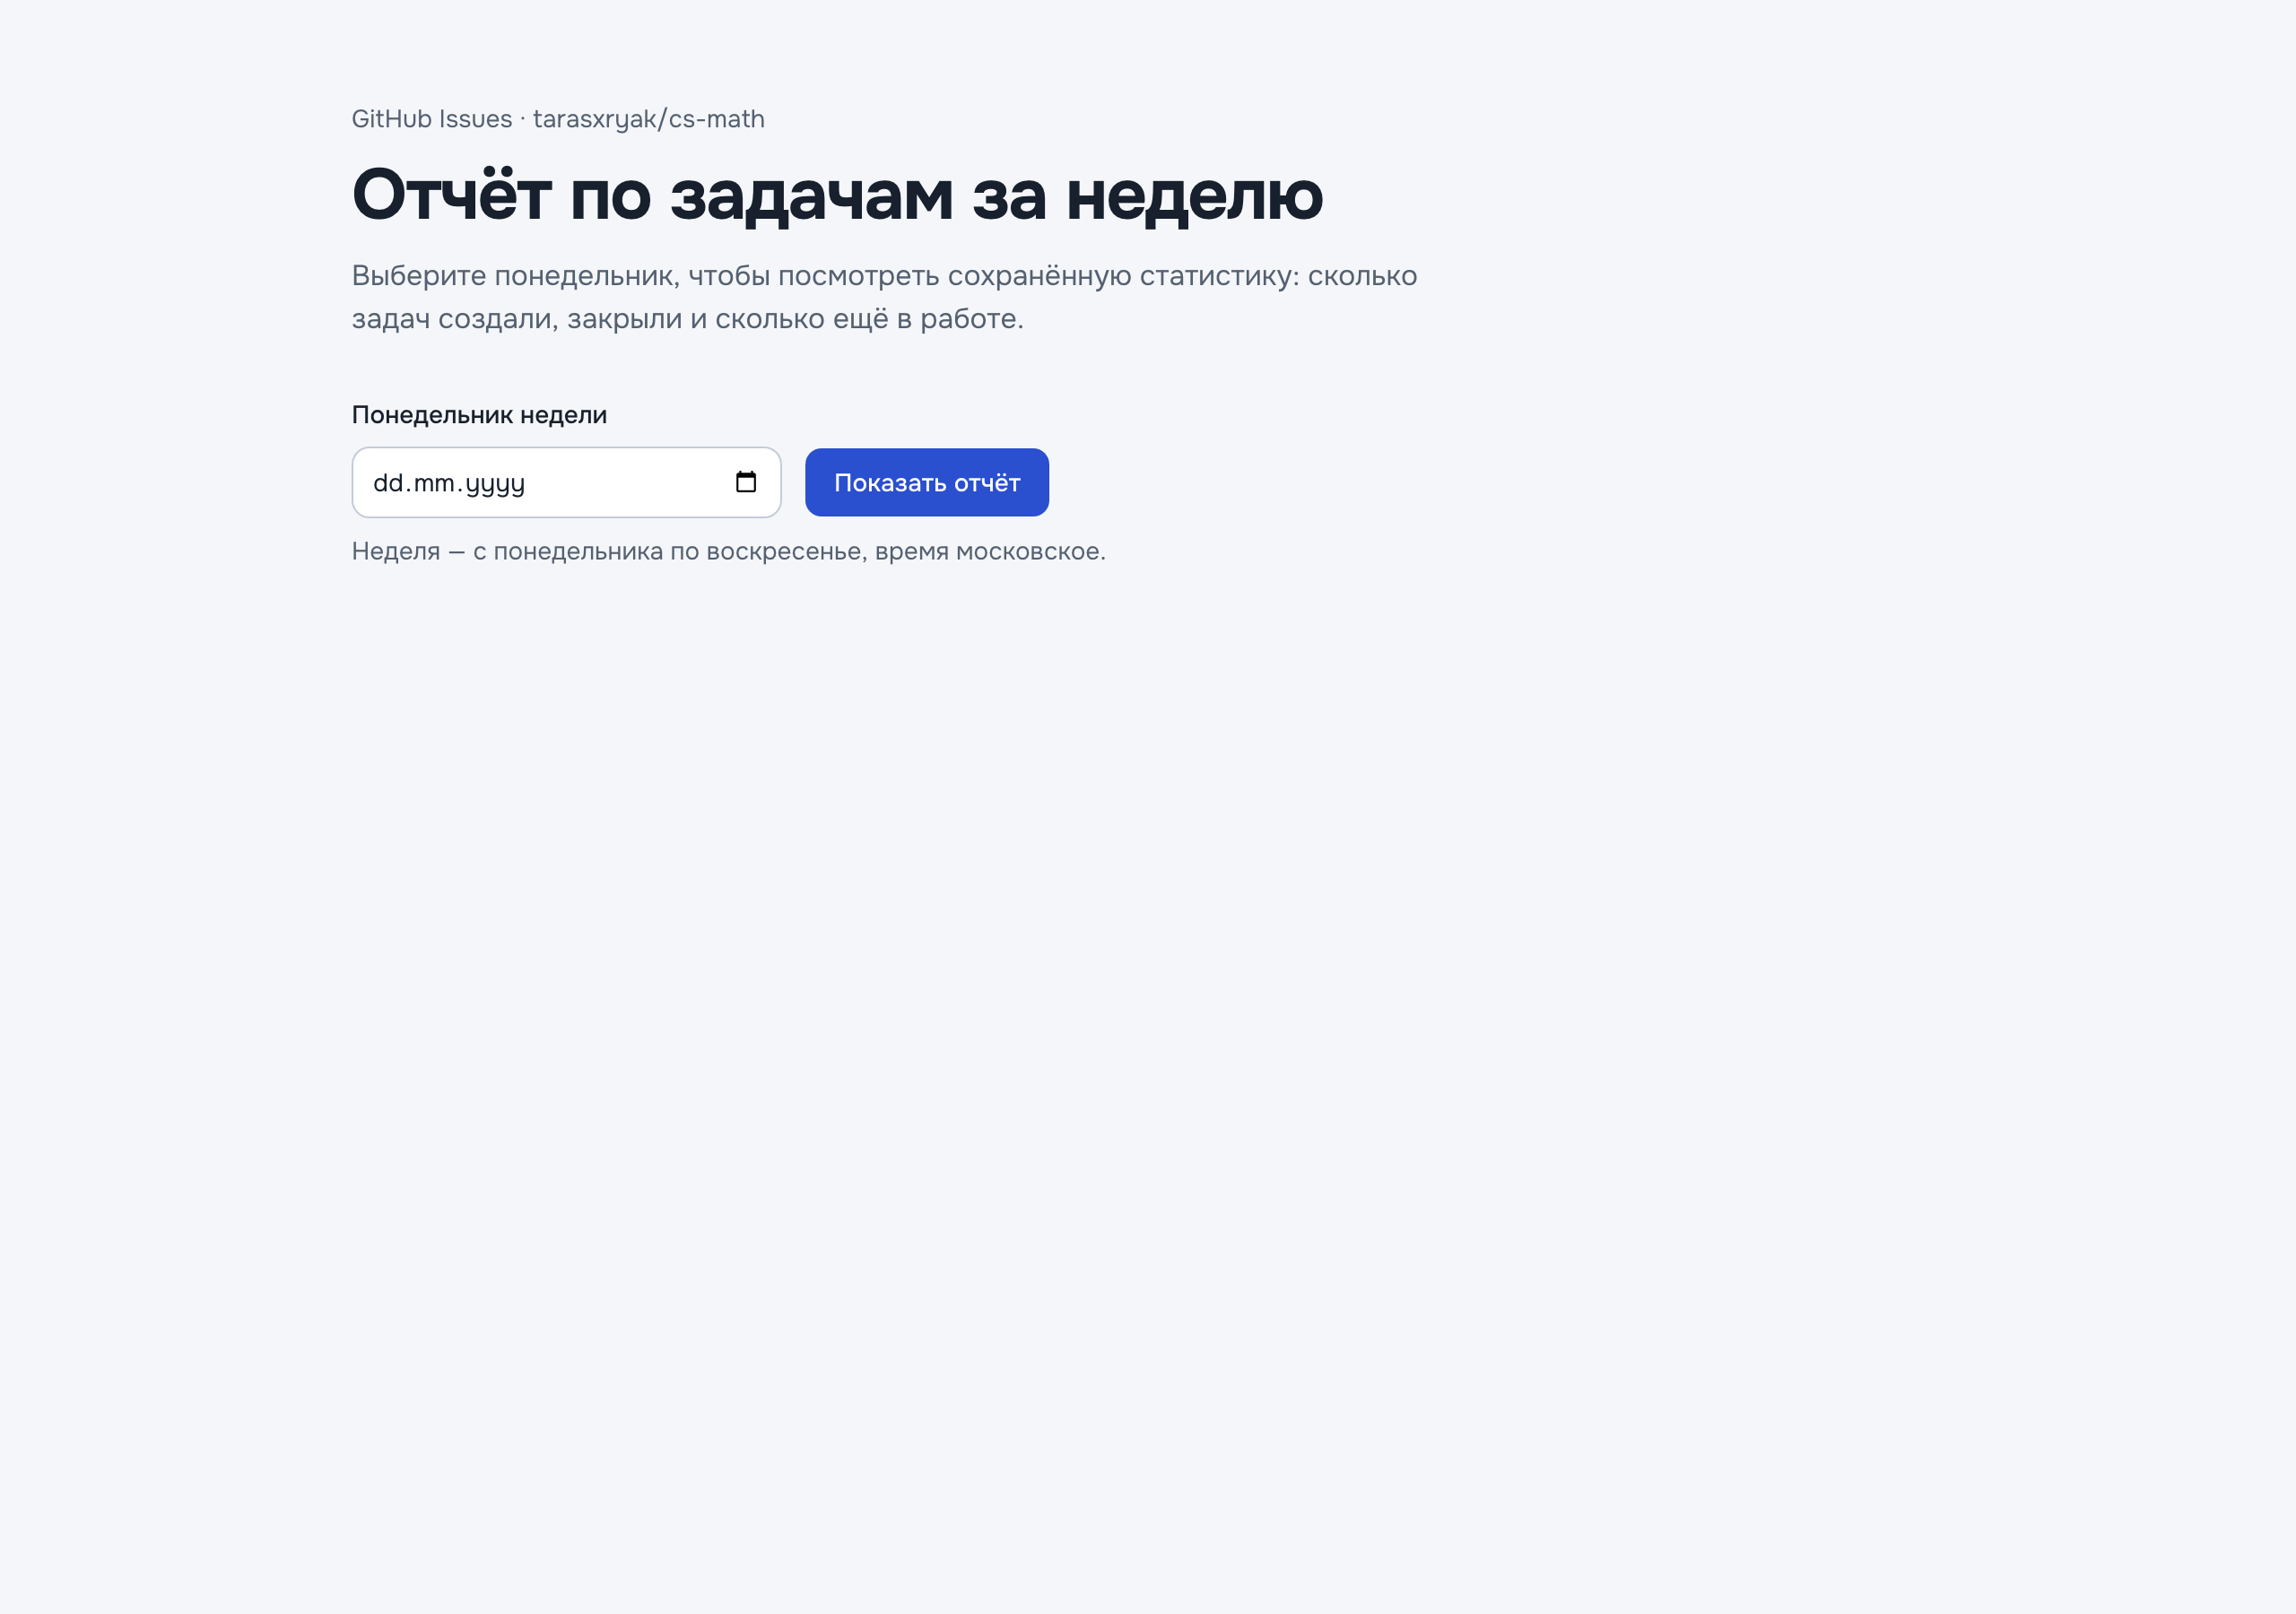 GitHub Issues · tarasxryak/cs-math
Отчёт по задачам за неделю
Выберите понедельник, чтобы посмотреть сохранённую статистику: сколько
задач создали, закрыли и сколько ещё в работе.
Понедельник недели
dd.mm.yyyy
Показать отчёт
Неделя — с понедельника по воскресенье, время московское.